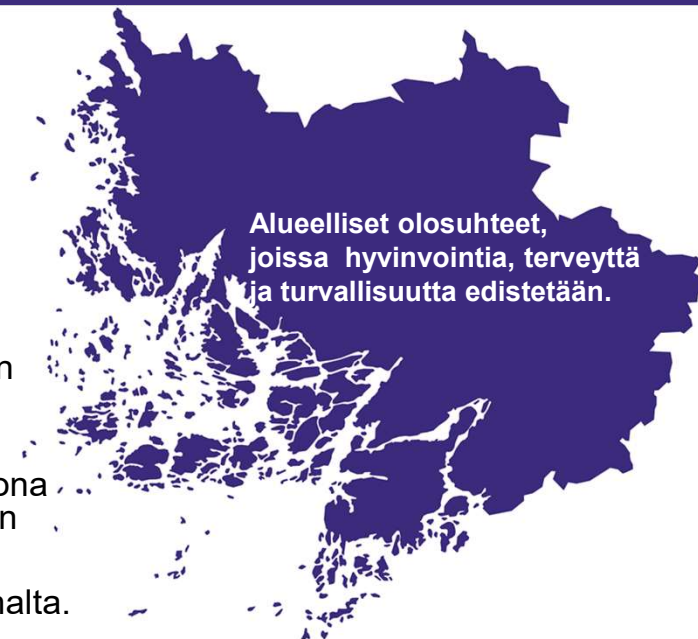 Alueelliset olosuhteet,
joissa hyvinvointia, terveyttä
ja turvallisuutta edistetään.